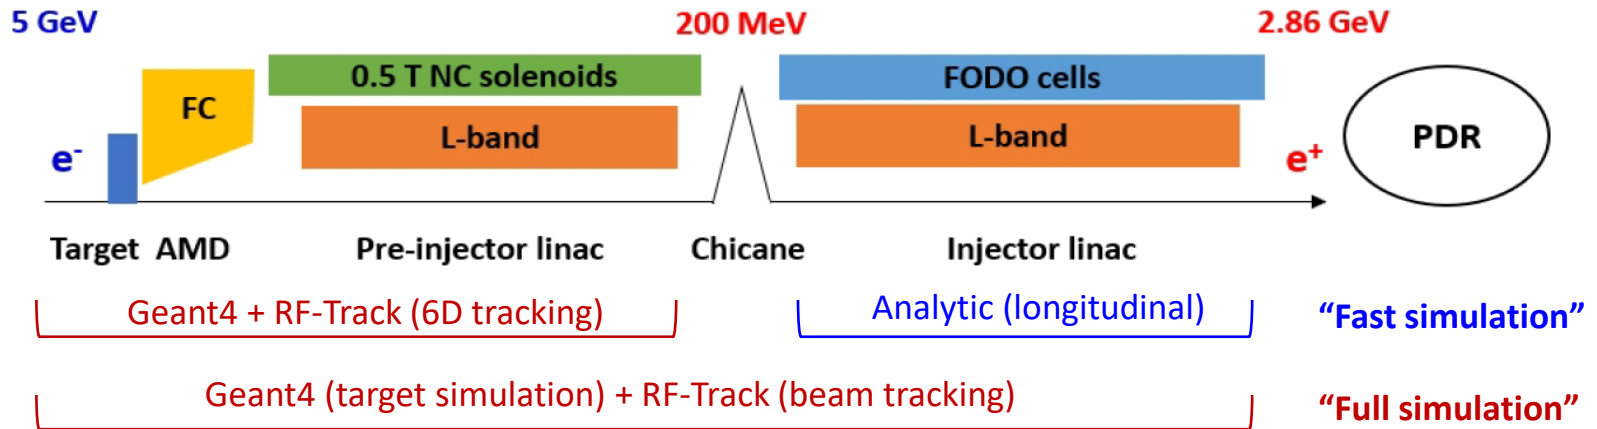 5 GeV
200 MeV
2.86 GeV
FC
0.5 T NC solenoids
FODO cells
L-band
L-band
PDR
e-
e+
Target
AMD
Pre-injector linac
Chicane
Injector linac
Geant4 + RF-Track (6D tracking)
Analytic (longitudinal)
“Fast simulation”
Geant4 (target simulation) + RF-Track (beam tracking)
“Full simulation”